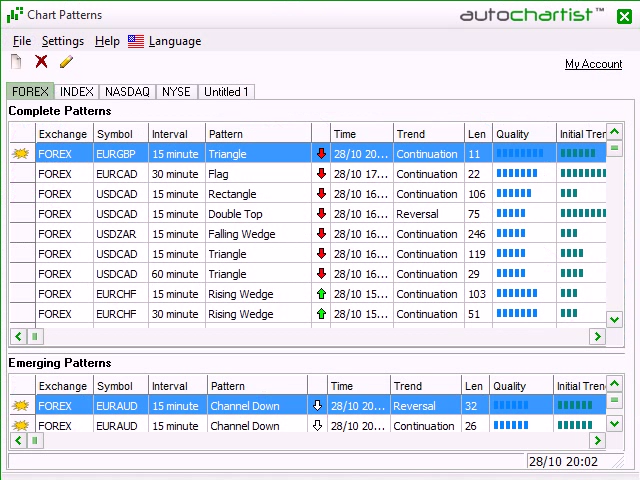 Chart Patterns
autochartist™
File Settings Help Language
My Account
FOREX INDEX NASDAQ NYSE Untitled 1
Complete Patterns
Exchange Symbol Interval Pattern Time Trend Len Quality Initial Tren
FOREX EURGBP 15 minute Triangle 28/10 20... Continuation 11
FOREX EURCAD 30 minute Flag 28/10 17... Continuation 22
FOREX USDCAD 15 minute Rectangle 28/10 16... Continuation 106
FOREX USDCAD 15 minute Double Top 28/10 16... Reversal 75
FOREX USDZAR 15 minute Falling Wedge 28/10 16... Continuation 246
FOREX USDCAD 15 minute Triangle 28/10 16... Continuation 119
FOREX USDCAD 60 minute Triangle 28/10 16... Continuation 29
FOREX EURCHF 15 minute Rising Wedge 28/10 15... Continuation 103
FOREX EURCHF 30 minute Rising Wedge 28/10 15... Continuation 51
Emerging Patterns
Exchange Symbol Interval Pattern Time Trend Len Quality Initial Tren
FOREX EURAUD 15 minute Channel Down 28/10 20... Reversal 32
FOREX EURAUD 15 minute Channel Down 28/10 20... Continuation 26
28/10 20:02